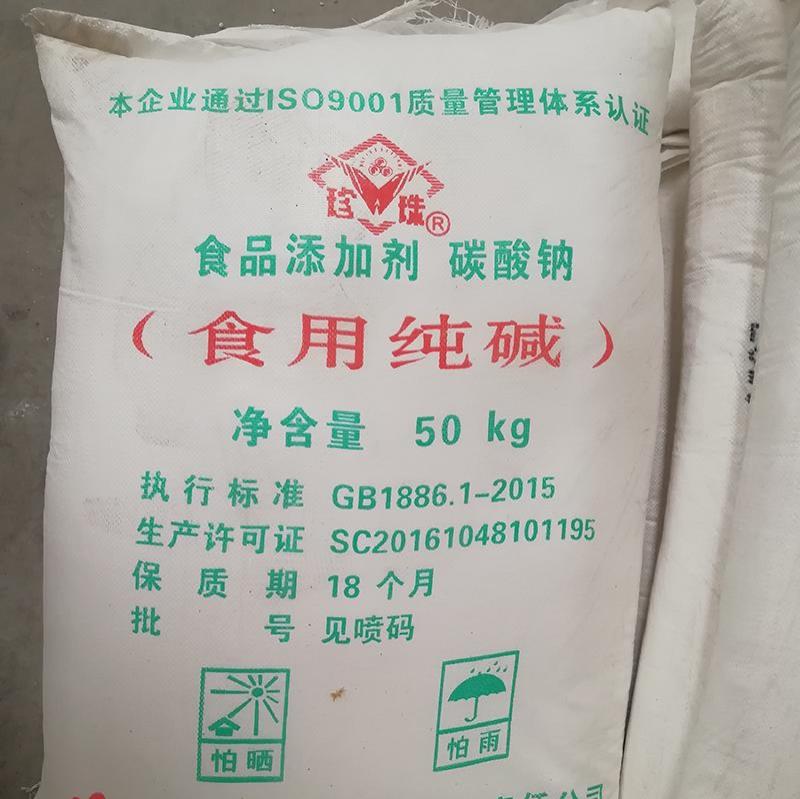 本企业通过ISO9001质量管理体系认证
珍珠®
食品添加剂 碳酸钠
（食用纯碱）
净含量 50 kg
执行标准 GB1886.1-2015
生产许可证 SC20161048101195
保质期 18个月
批号 见喷码
怕晒
怕雨
公司